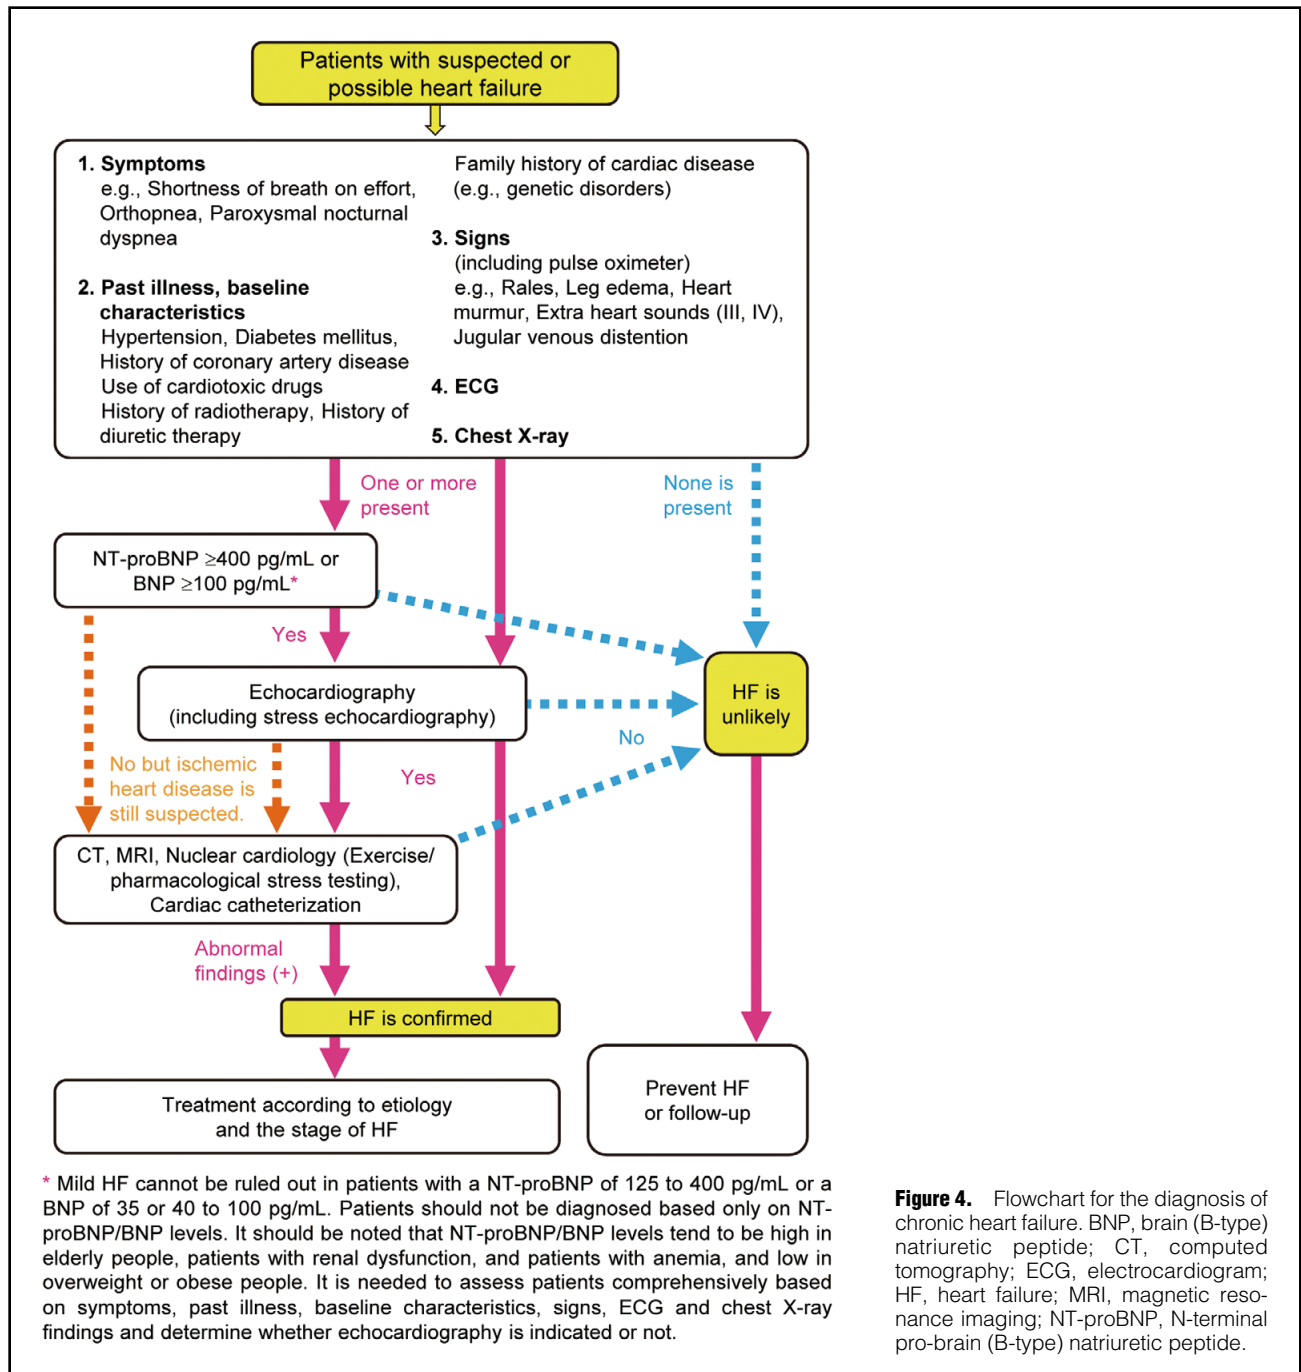 Patients with suspected or
possible heart failure
1. Symptoms
e.g., Shortness of breath on effort,
Orthopnea, Paroxysmal nocturnal
dyspnea
2. Past illness, baseline
characteristics
Hypertension, Diabetes mellitus,
History of coronary artery disease
Use of cardiotoxic drugs
History of radiotherapy, History of
diuretic therapy
Family history of cardiac disease
(e.g., genetic disorders)
3. Signs
(including pulse oximeter)
e.g., Rales, Leg edema, Heart
murmur, Extra heart sounds (III, IV),
Jugular venous distention
4. ECG
5. Chest X-ray
One or more
present
None is
present
NT-proBNP ≥400 pg/mL or
BNP ≥100 pg/mL*
Yes
Echocardiography
(including stress echocardiography)
HF is
unlikely
No
No but ischemic
heart disease is
still suspected.
Yes
CT, MRI, Nuclear cardiology (Exercise/
pharmacological stress testing),
Cardiac catheterization
Abnormal
findings (+)
HF is confirmed
Treatment according to etiology
and the stage of HF
Prevent HF
or follow-up
* Mild HF cannot be ruled out in patients with a NT-proBNP of 125 to 400 pg/mL or a
BNP of 35 or 40 to 100 pg/mL. Patients should not be diagnosed based only on NT-
proBNP/BNP levels. It should be noted that NT-proBNP/BNP levels tend to be high in
elderly people, patients with renal dysfunction, and patients with anemia, and low in
overweight or obese people. It is needed to assess patients comprehensively based
on symptoms, past illness, baseline characteristics, signs, ECG and chest X-ray
findings and determine whether echocardiography is indicated or not.
Figure 4. Flowchart for the diagnosis of
chronic heart failure. BNP, brain (B-type)
natriuretic peptide; CT, computed
tomography; ECG, electrocardiogram;
HF, heart failure; MRI, magnetic reso-
nance imaging; NT-proBNP, N-terminal
pro-brain (B-type) natriuretic peptide.